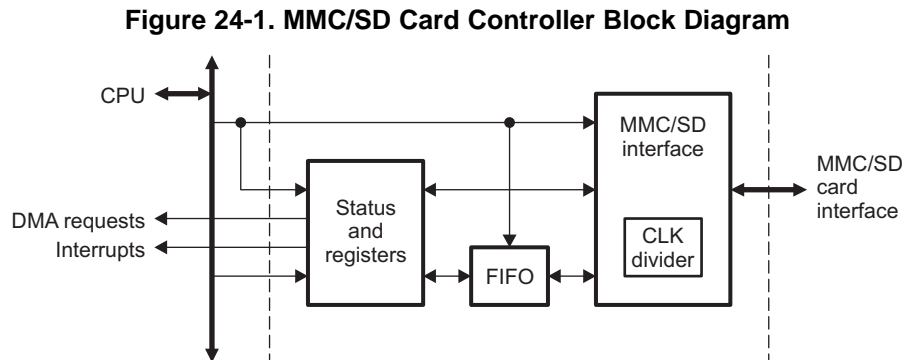 Figure 24-1. MMC/SD Card Controller Block Diagram
CPU
MMC/SD
interface
MMC/SD
card
interface
Status
and
registers
DMA requests
Interrupts
FIFO
CLK
divider